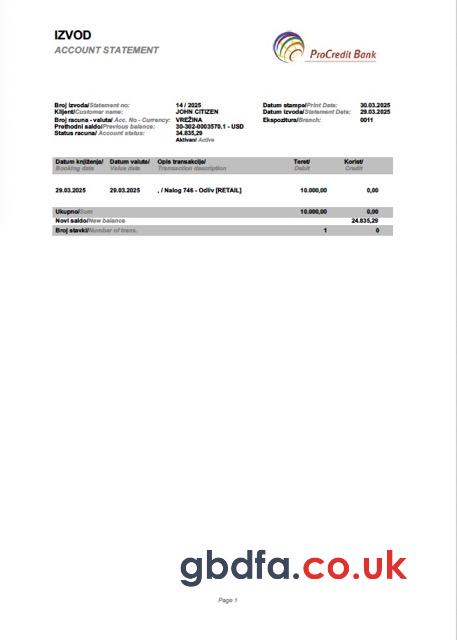 IZVOD
ACCOUNT STATEMENT
ProCredit Bank
Broj izvoda/Statement no: 14 / 2025 Datum stampe/Print Date: 30.03.2025
Klijent/Customer name: JOHN CITIZEN Datum izvoda/Statement Date: 29.03.2025
Broj racuna - valuta/ Acc. No - Currency: VREŽINA Ekspozitura/Branch: 0011
Prethodni saldo/Previous balance: 30-302-0003570.1 - USD
Status racuna/ Account status: 34.835,29
Aktivan/ Active
Datum knjiženja/ Datum valute/ Opis transakcije/ Teret/ Korist/
Booking date Value date Transaction description Debit Credit
29.03.2025 29.03.2025 , / Nalog 746 - Odliv [RETAIL] 10.000,00 0,00
Ukupno/Sum 10.000,00 0,00
Novi saldo/New balance 24.835,29
Broj stavki/Number of trans. 1 0
gbdfa.co.uk
Page 1